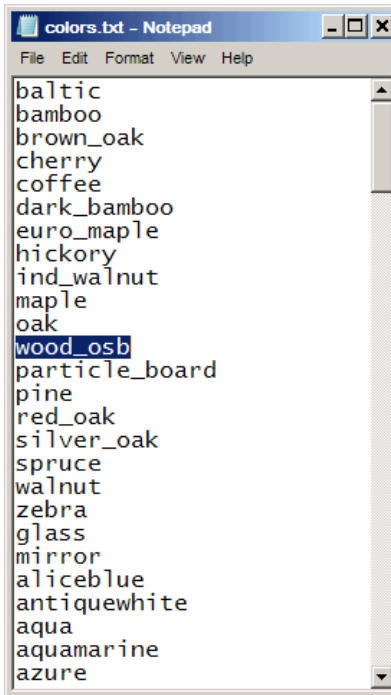 colors.txt - Notepad
File Edit Format View Help
baltic
bamboo
brown_oak
cherry
coffee
dark_bamboo
euro_maple
hickory
ind_walnut
maple
oak
wood_osb
particle_board
pine
red_oak
silver_oak
spruce
walnut
zebra
glass
mirror
aliceblue
antiquewhite
aqua
aquamarine
azure